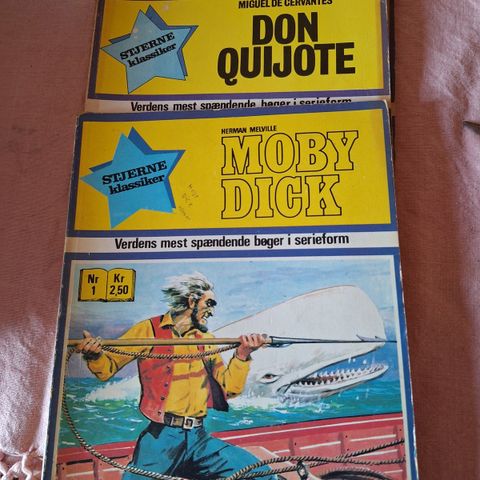 MIGUEL DE CERVANTES
DON
QUIJOTE
STJERNE
klassiker
Verdens mest spændende bøger i serieform
HERMAN MELVILLE
MOBY
DICK
STJERNE
klassiker
Verdens mest spændende bøger i serieform
Nr
1
Kr
2,50